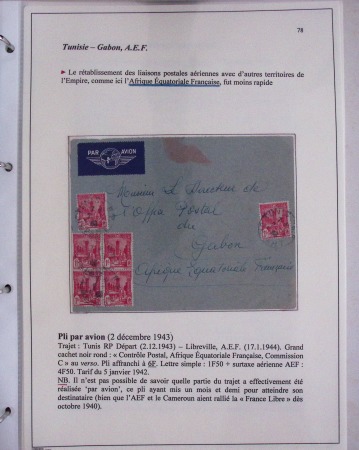 78
Tunisie – Gabon, A.E.F.
► Le rétablissement des liaisons postales aériennes avec d'autres territoires de
l'Empire, comme ici l'Afrique Équatoriale Française, fut moins rapide
PAR AVION
Monsieur Le Directeur de
l'Office Postal
du
Gabon
Afrique Equatoriale Française
Pli par avion (2 décembre 1943)
Trajet : Tunis RP Départ (2.12.1943) – Libreville, A.E.F. (17.1.1944). Grand
cachet noir rond : « Contrôle Postal, Afrique Équatoriale Française, Commission
C » au verso. Pli affranchi à 6F. Lettre simple : 1F50 + surtaxe aérienne AEF :
4F50. Tarif du 5 janvier 1942.
NB. Il n'est pas possible de savoir quelle partie du trajet a effectivement été
réalisée 'par avion', ce pli ayant mis un mois et demi pour atteindre son
destinataire (bien que l'AEF et le Cameroun aient rallié la « France Libre » dès
octobre 1940).